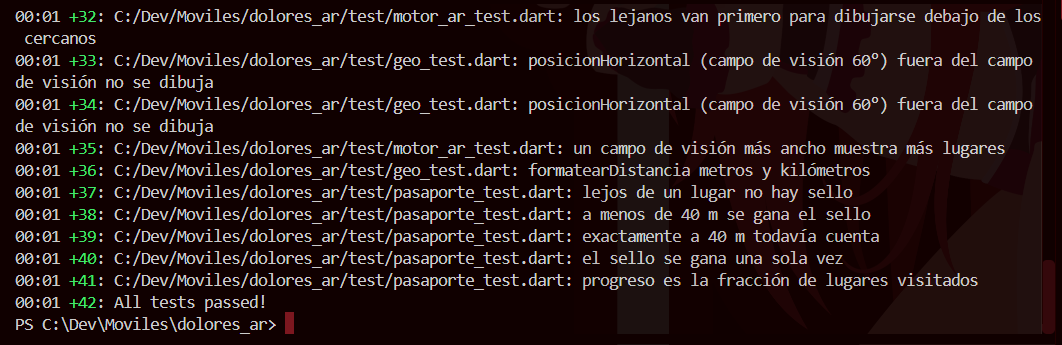 00:01 +32: C:/Dev/Moviles/dolores_ar/test/motor_ar_test.dart: los lejanos van primero para dibujarse debajo de los
 cercanos
00:01 +33: C:/Dev/Moviles/dolores_ar/test/geo_test.dart: posicionHorizontal (campo de visión 60º) fuera del campo
de visión no se dibuja
00:01 +34: C:/Dev/Moviles/dolores_ar/test/geo_test.dart: posicionHorizontal (campo de visión 60º) fuera del campo
de visión no se dibuja
00:01 +35: C:/Dev/Moviles/dolores_ar/test/motor_ar_test.dart: un campo de visión más ancho muestra más lugares
00:01 +36: C:/Dev/Moviles/dolores_ar/test/geo_test.dart: formatearDistancia metros y kilómetros
00:01 +37: C:/Dev/Moviles/dolores_ar/test/pasaporte_test.dart: lejos de un lugar no hay sello
00:01 +38: C:/Dev/Moviles/dolores_ar/test/pasaporte_test.dart: a menos de 40 m se gana el sello
00:01 +39: C:/Dev/Moviles/dolores_ar/test/pasaporte_test.dart: exactamente a 40 m todavía cuenta
00:01 +40: C:/Dev/Moviles/dolores_ar/test/pasaporte_test.dart: el sello se gana una sola vez
00:01 +41: C:/Dev/Moviles/dolores_ar/test/pasaporte_test.dart: progreso es la fracción de lugares visitados
00:01 +42: All tests passed!
PS C:\Dev\Moviles\dolores_ar>